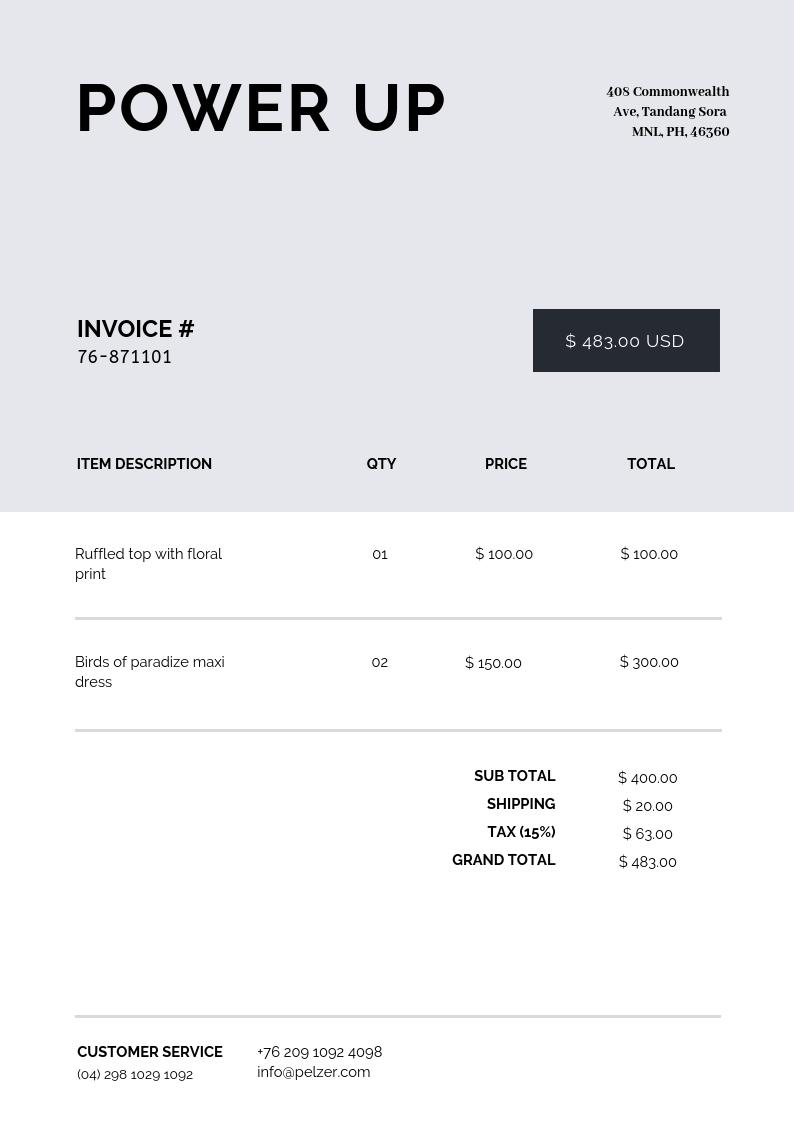 POWER UP
408 Commonwealth
Ave, Tandang Sora
MNL, PH, 46360
INVOICE #
76-871101
$ 483.00 USD
ITEM DESCRIPTION QTY PRICE TOTAL
Ruffled top with floral 01 $ 100.00 $ 100.00
print
Birds of paradize maxi 02 $ 150.00 $ 300.00
dress
SUB TOTAL $ 400.00
SHIPPING $ 20.00
TAX (15%) $ 63.00
GRAND TOTAL $ 483.00
CUSTOMER SERVICE +76 209 1092 4098
(04) 298 1029 1092 info@pelzer.com